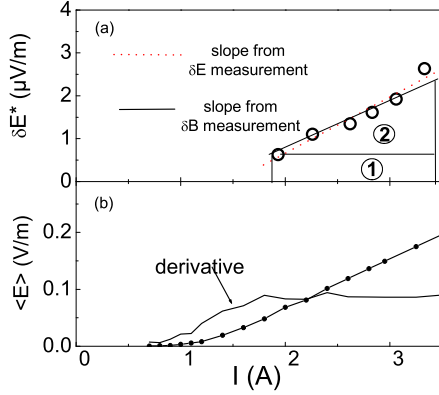 4
(a)
slope from
δE measurement
3
δE* (μV/m)
2
slope from
δB measurement
②
1
①
0
(b)
0.2
<E> (V/m)
derivative
0.1
0.0
0 1 2 3
I (A)